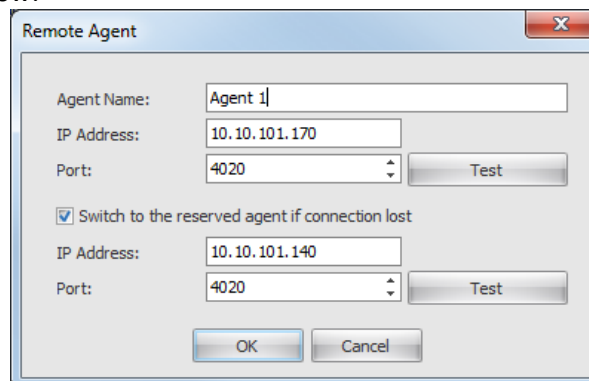 Remote Agent
Agent Name: Agent 1
IP Address: 10.10.101.170
Port: 4020 Test
Switch to the reserved agent if connection lost
IP Address: 10.10.101.140
Port: 4020 Test
OK Cancel